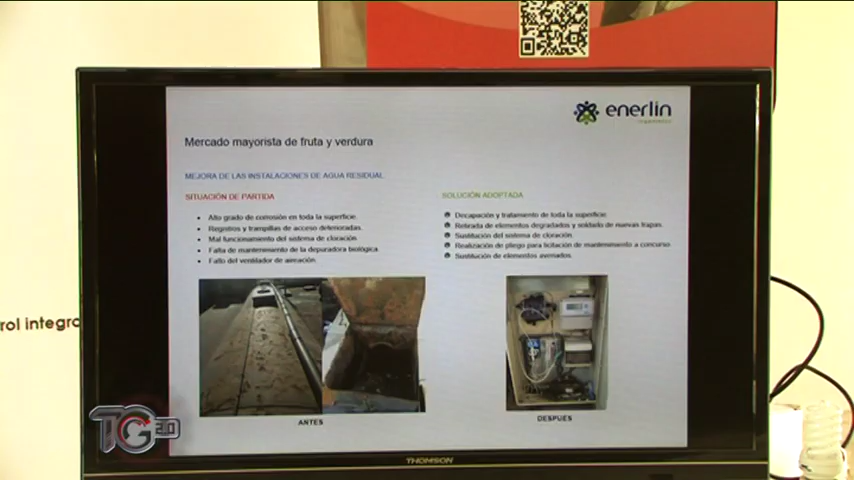 enerlin
Mercado mayorista de fruta y verdura
MEJORA DE LAS INSTALACIONES DE AGUA RESIDUAL
SITUACIÓN DE PARTIDA
Alto grado de corrosión en toda la superficie.
Registros y trampillas de acceso deterioradas.
Mal funcionamiento del sistema de cloración
Falta de mantenimiento de la depuradora biológica.
Fallo del ventilador de aireación.
SOLUCIÓN ADOPTADA
Decapación y tratamiento de toda la superficie.
Retirada de elementos degradados y soldado de nuevas trapas.
Sustitución del sistema de cloración.
Realización de pliego para licitación de mantenimiento a concurso
Sustitución de elementos averiados.
ANTES
DESPUES
rol integra
TG
THOMSON